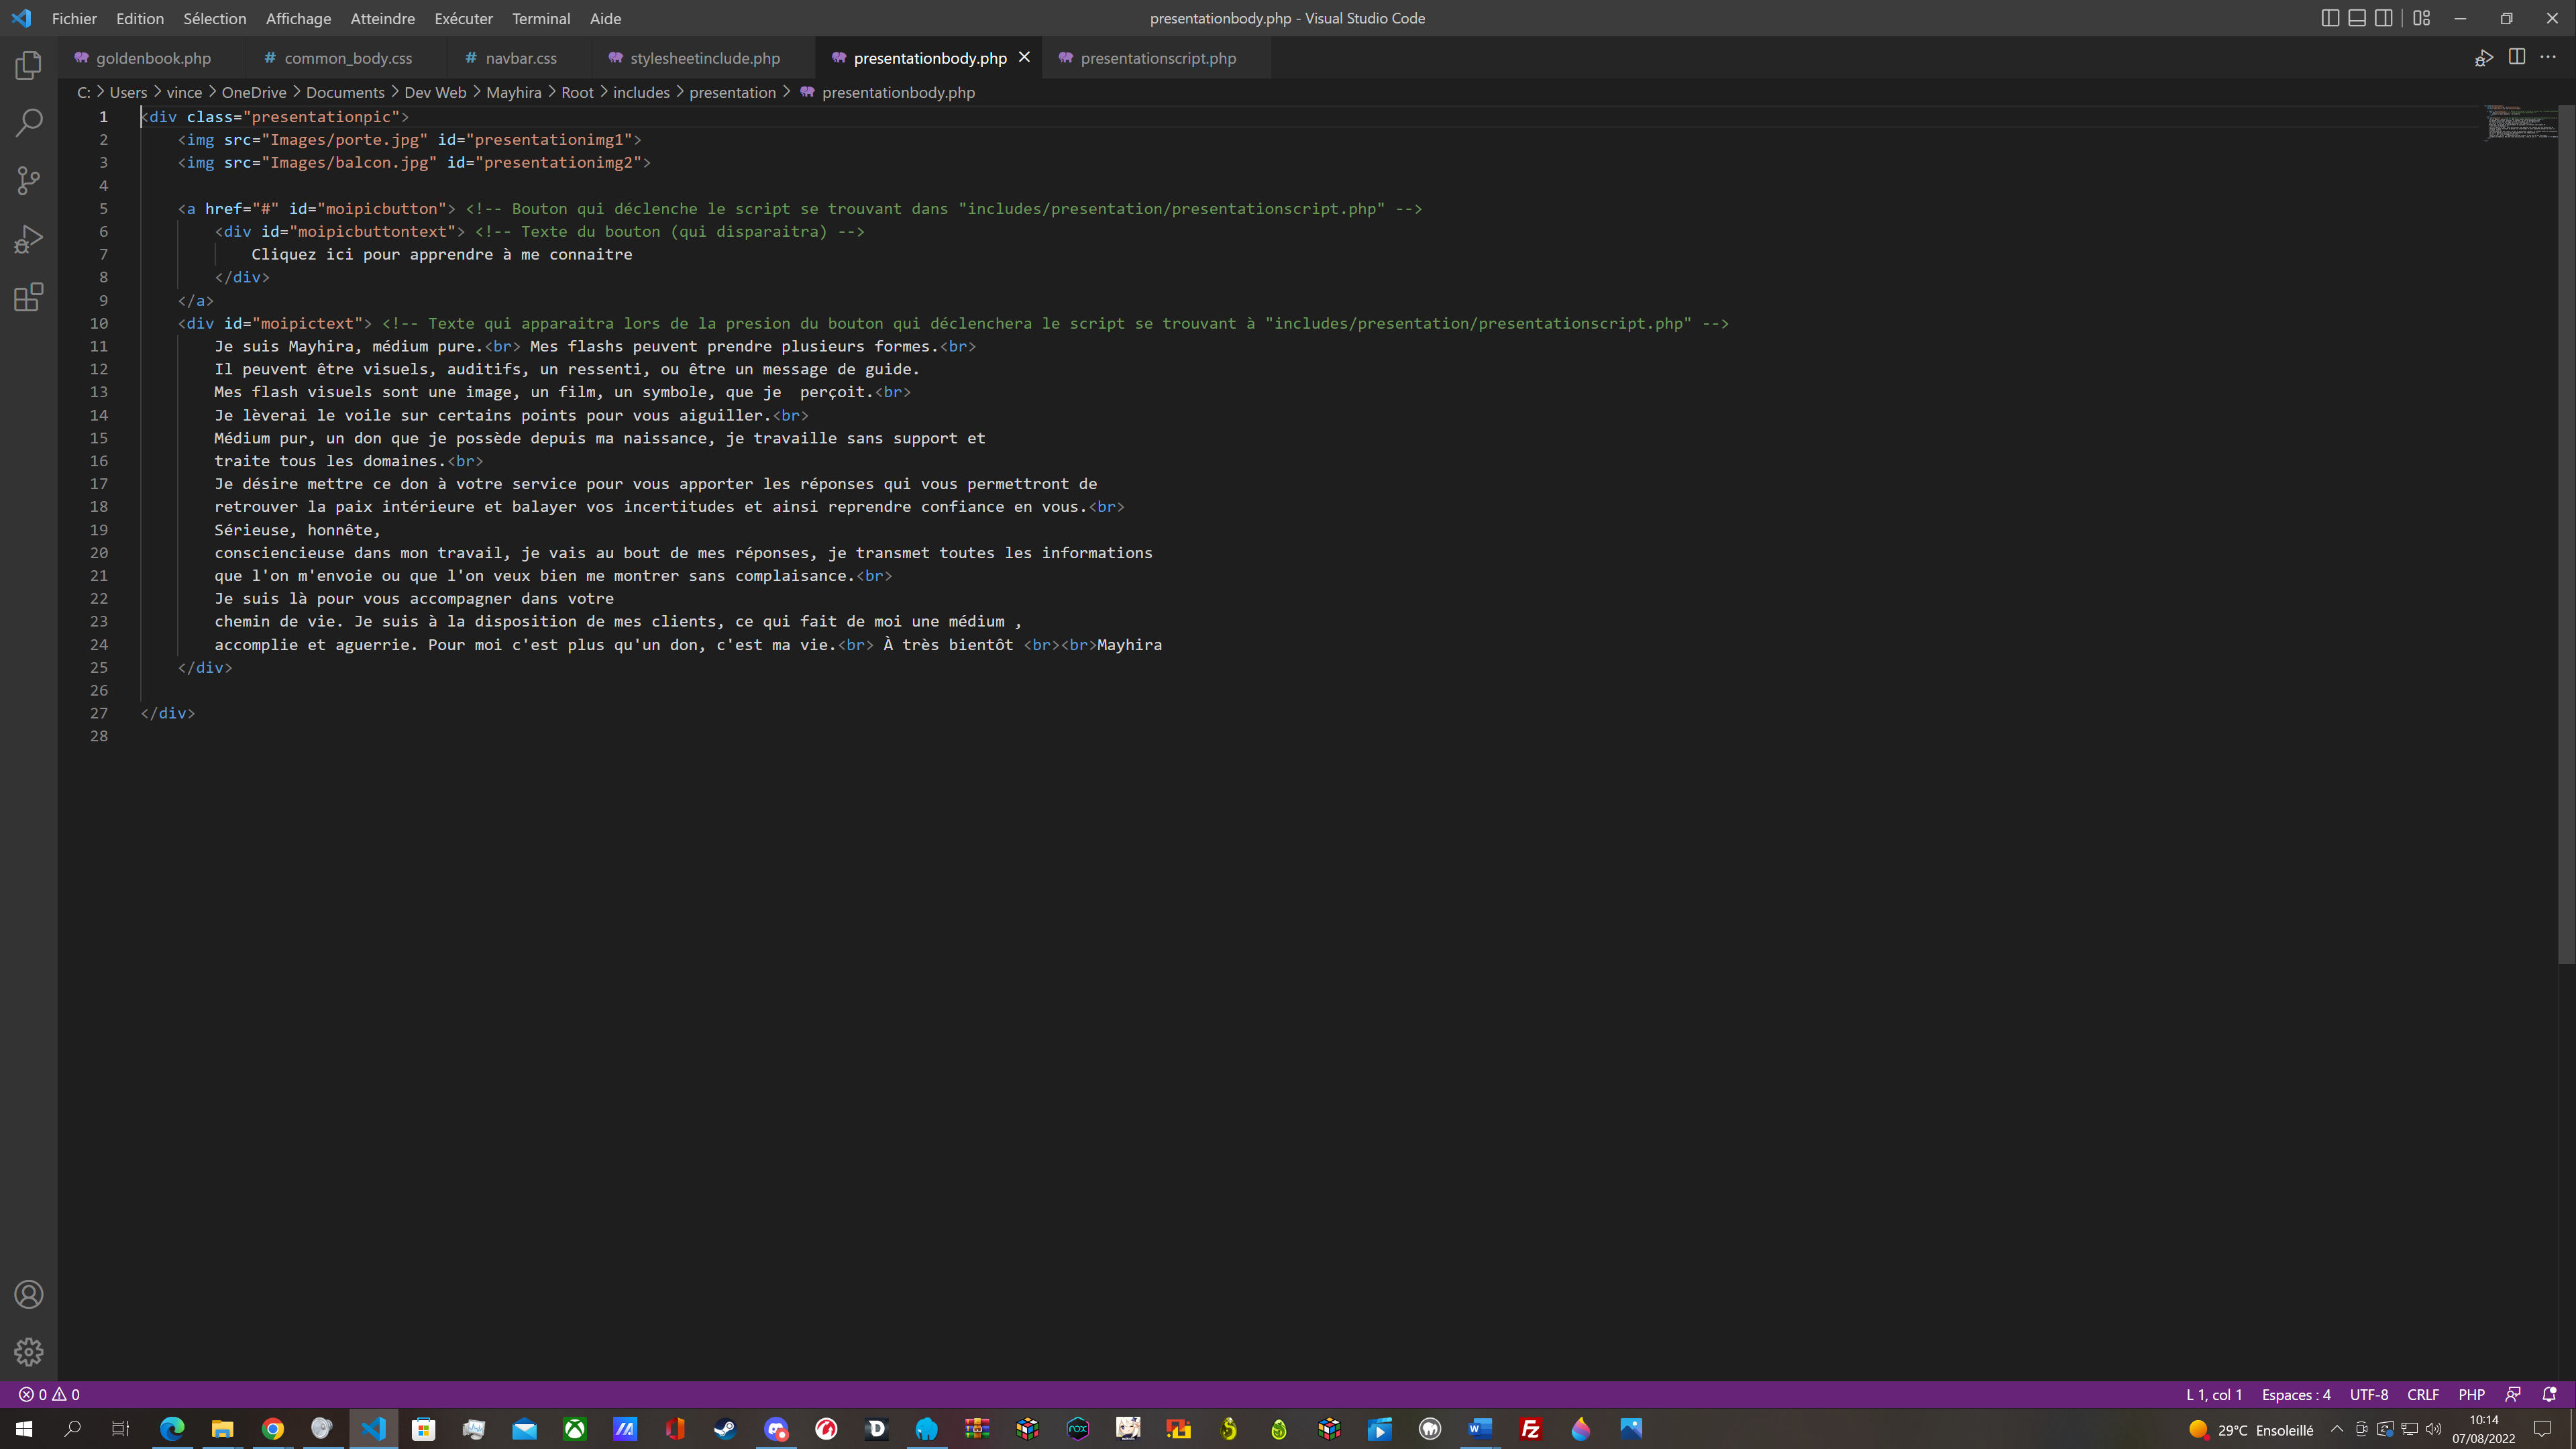 Fichier Edition Sélection Affichage Atteindre Exécuter Terminal Aide
presentationbody.php - Visual Studio Code
goldenbook.php # common_body.css # navbar.css stylesheetinclude.php presentationbody.php presentationscript.php
C: > Users > vince > OneDrive > Documents > Dev Web > Mayhira > Root > includes > presentation > presentationbody.php
1 <div class="presentationpic">
2 <img src="Images/porte.jpg" id="presentationimg1">
3 <img src="Images/balcon.jpg" id="presentationimg2">
4
5 <a href="#" id="moipicbutton"> <!-- Bouton qui déclenche le script se trouvant dans "includes/presentation/presentationscript.php" -->
6 <div id="moipicbuttontext"> <!-- Texte du bouton (qui disparaitra) -->
7 Cliquez ici pour apprendre à me connaitre
8 </div>
9 </a>
10 <div id="moipictext"> <!-- Texte qui apparaitra lors de la presion du bouton qui déclenchera le script se trouvant à "includes/presentation/presentationscript.php" -->
11 Je suis Mayhira, médium pure.<br> Mes flashs peuvent prendre plusieurs formes.<br>
12 Il peuvent être visuels, auditifs, un ressenti, ou être un message de guide.
13 Mes flash visuels sont une image, un film, un symbole, que je  perçoit.<br>
14 Je lèverai le voile sur certains points pour vous aiguiller.<br>
15 Médium pur, un don que je possède depuis ma naissance, je travaille sans support et
16 traite tous les domaines.<br>
17 Je désire mettre ce don à votre service pour vous apporter les réponses qui vous permettront de
18 retrouver la paix intérieure et balayer vos incertitudes et ainsi reprendre confiance en vous.<br>
19 Sérieuse, honnête,
20 consciencieuse dans mon travail, je vais au bout de mes réponses, je transmet toutes les informations
21 que l'on m'envoie ou que l'on veux bien me montrer sans complaisance.<br>
22 Je suis là pour vous accompagner dans votre
23 chemin de vie. Je suis à la disposition de mes clients, ce qui fait de moi une médium ,
24 accomplie et aguerrie. Pour moi c'est plus qu'un don, c'est ma vie.<br> À très bientôt <br><br>Mayhira
25 </div>
26
27 </div>
28
0 0 L 1, col 1 Espaces : 4 UTF-8 CRLF PHP
29°C Ensoleillé 10:14
07/08/2022